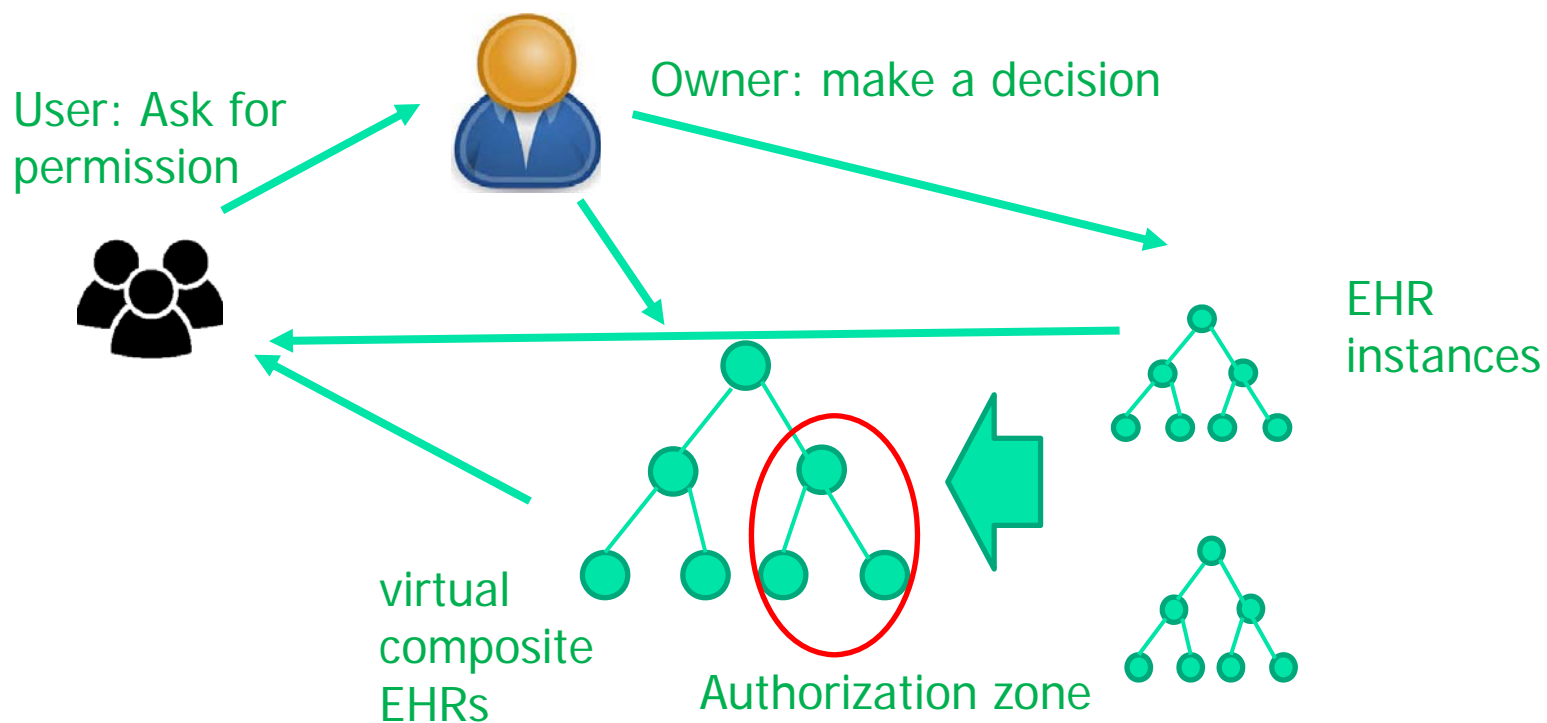 User: Ask for
permission
Owner: make a decision
EHR
instances
virtual
composite
EHRs
Authorization zone